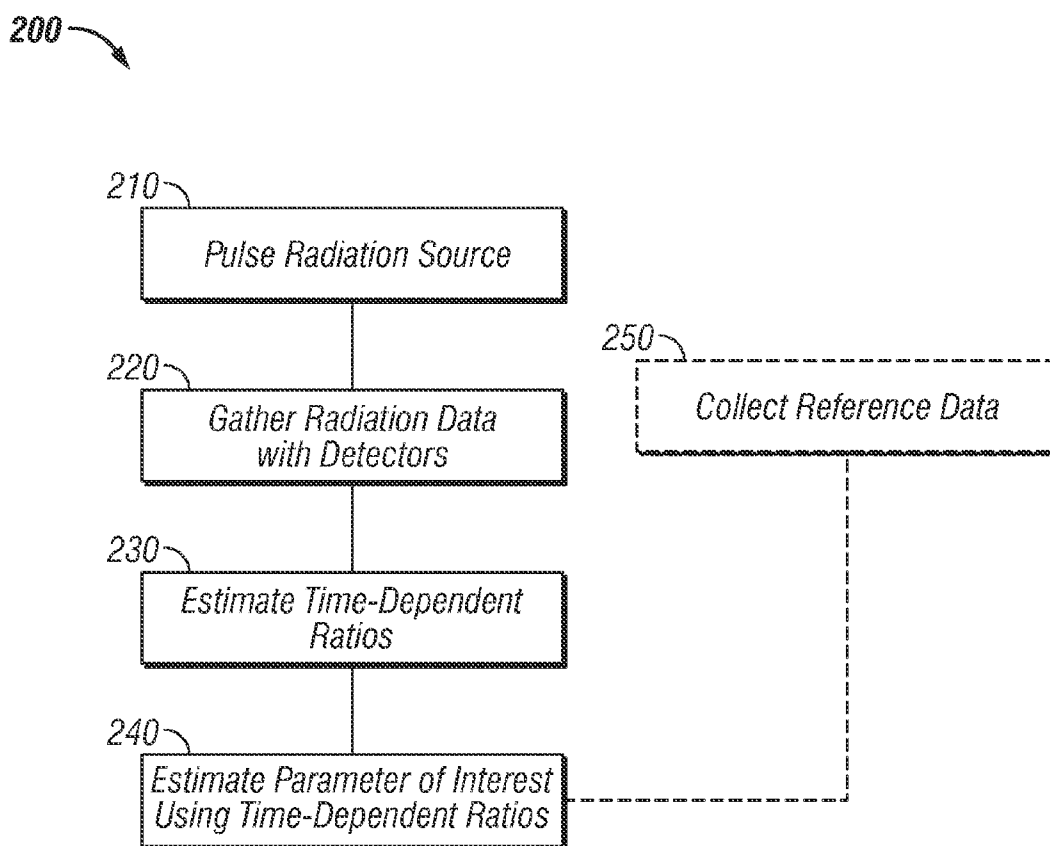 200
210
Pulse Radiation Source
220
Gather Radiation Data
with Detectors
250
Collect Reference Data
230
Estimate Time-Dependent
Ratios
240
Estimate Parameter of Interest
Using Time-Dependent Ratios